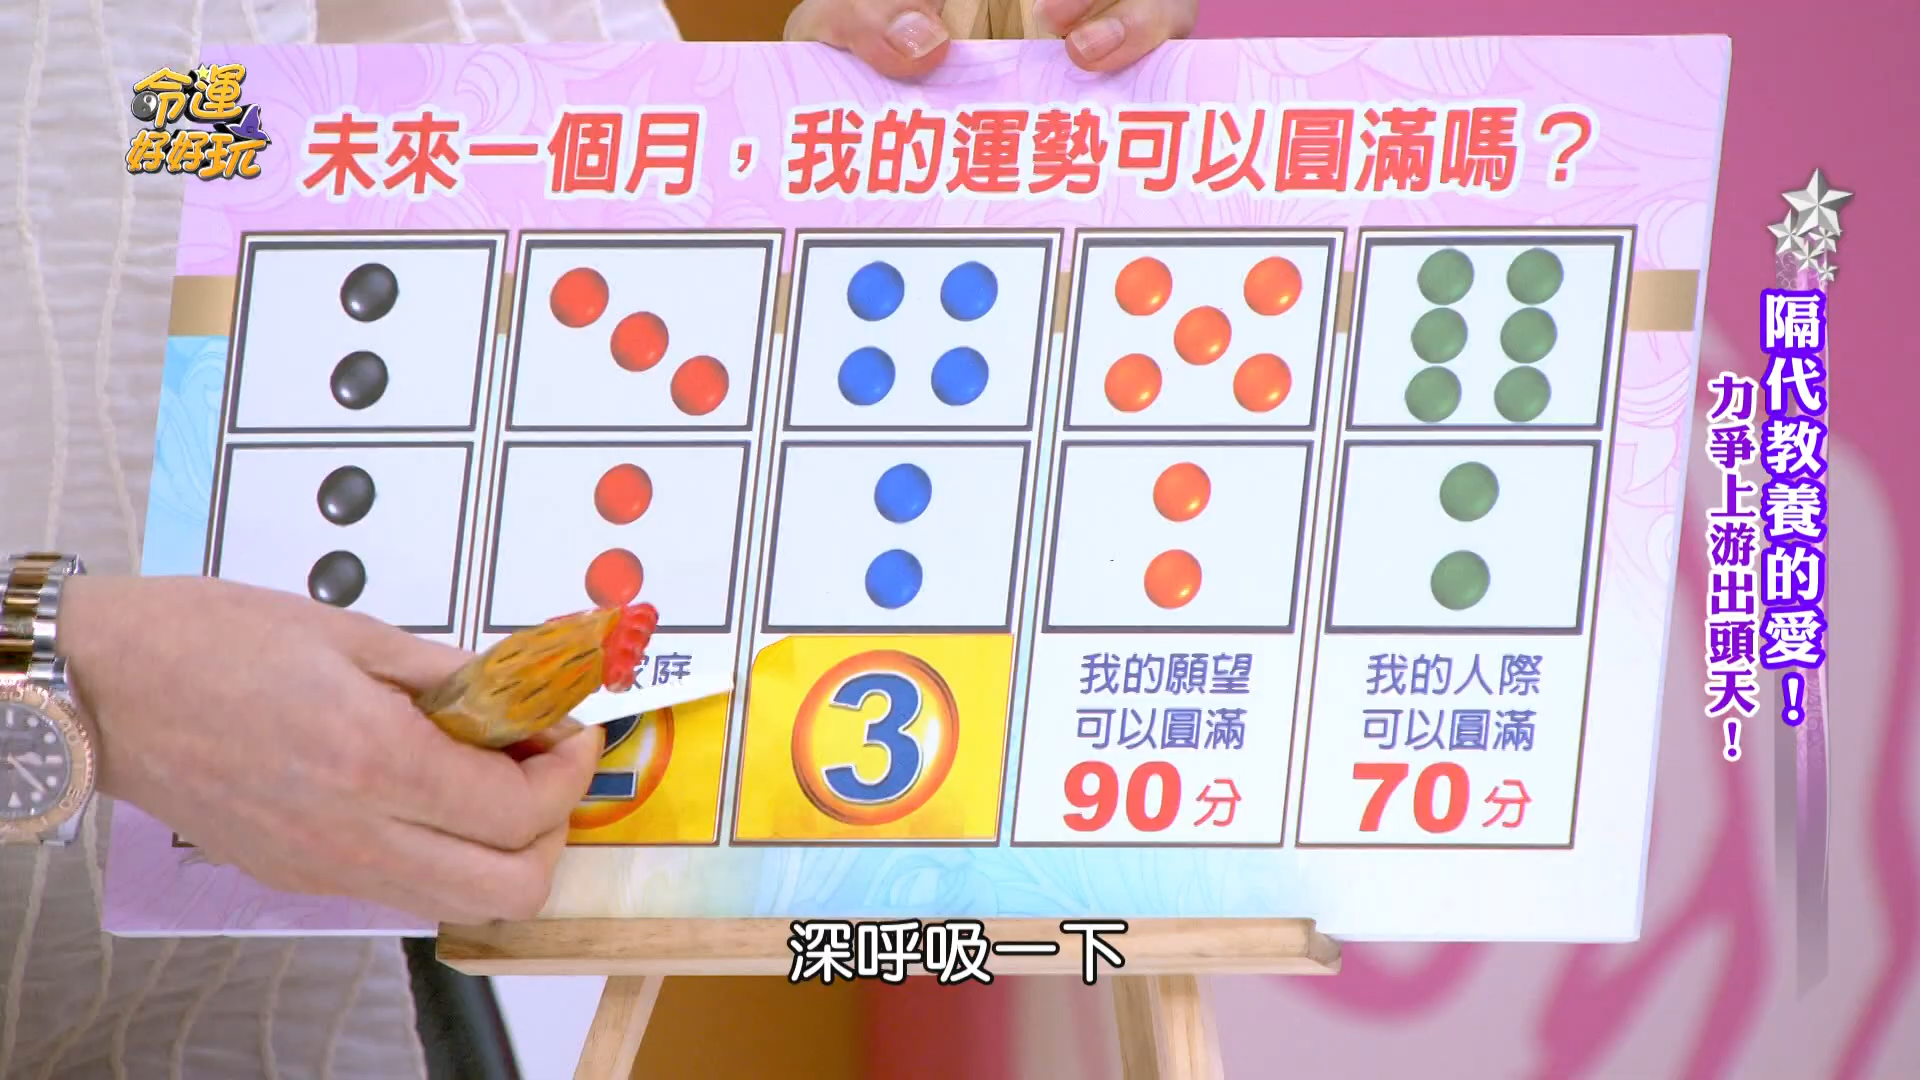 命運
好好玩
未來一個月，我的運勢可以圓滿嗎？
家庭
2
3
我的願望
可以圓滿
90分
我的人際
可以圓滿
70分
隔代教養的愛！
力爭上游出頭天！
深呼吸一下